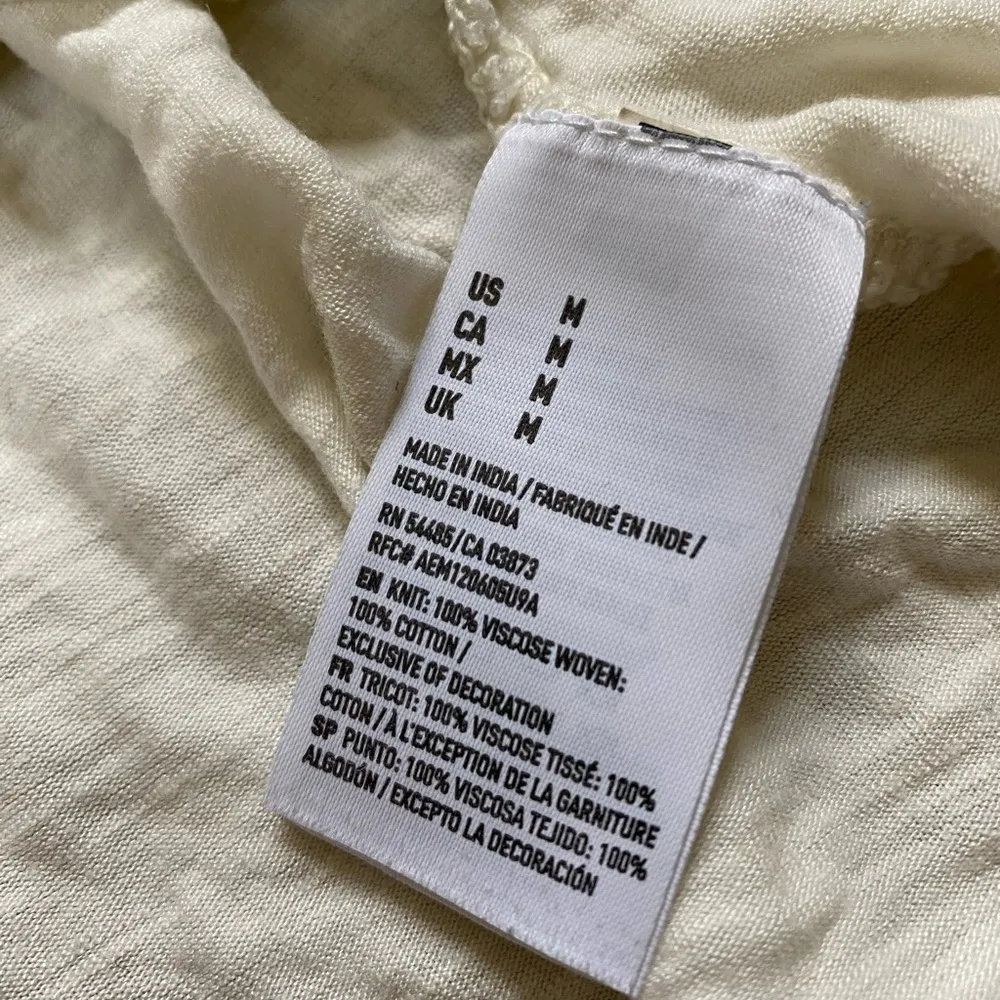 US M
CA M
MX M
UK M
MADE IN INDIA / FABRIQUÉ EN INDE /
HECHO EN INDIA
RN 54485 / CA 03873
RFC# AEM120605U9A
EN KNIT: 100% VISCOSE WOVEN:
100% COTTON /
EXCLUSIVE OF DECORATION
FR TRICOT: 100% VISCOSE TISSÉ: 100%
COTON / À L'EXCEPTION DE LA GARNITURE
SP PUNTO: 100% VISCOSA TEJIDO: 100%
ALGODÓN / EXCEPTO LA DECORACIÓN